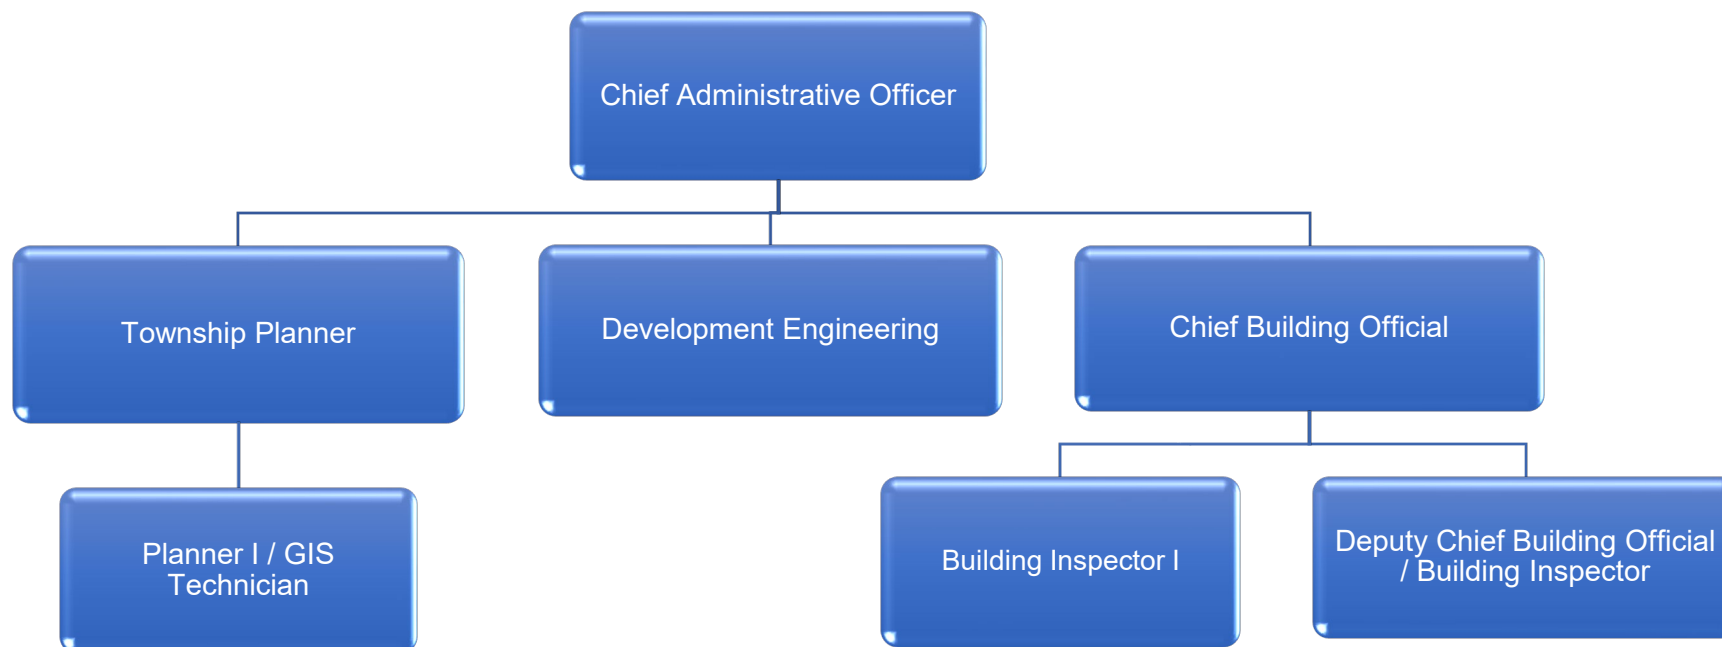 Chief Administrative Officer
Township Planner
Development Engineering
Chief Building Official
Planner I / GIS
Technician
Building Inspector I
Deputy Chief Building Official
/ Building Inspector